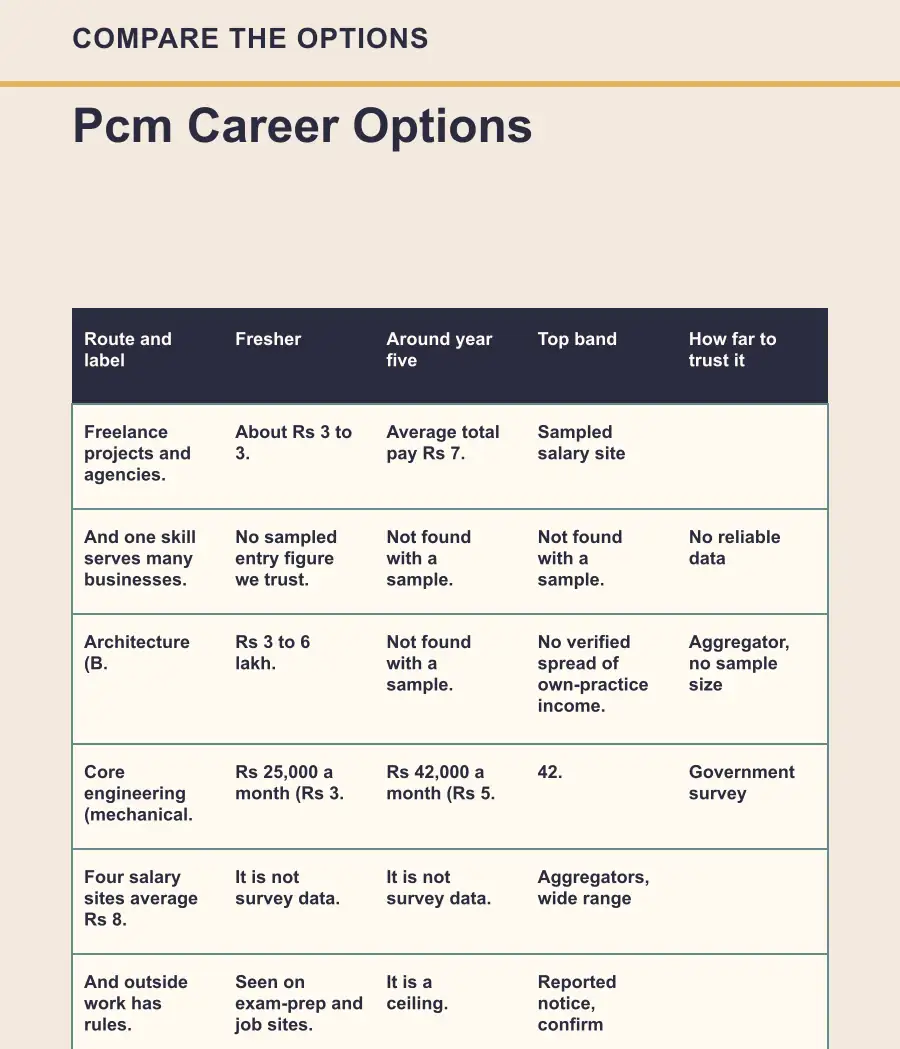 COMPARE THE OPTIONS
Pcm Career Options
Route and
label
Fresher
Around year
five
Top band
How far to
trust it
Freelance
projects and
agencies.
About Rs 3 to
3.
Average total
pay Rs 7.
Sampled
salary site
And one skill
serves many
businesses.
No sampled
entry figure
we trust.
Not found
with a
sample.
Not found
with a
sample.
No reliable
data
Architecture
(B.
Rs 3 to 6
lakh.
Not found
with a
sample.
No verified
spread of
own-practice
income.
Aggregator,
no sample
size
Core
engineering
(mechanical.
Rs 25,000 a
month (Rs 3.
Rs 42,000 a
month (Rs 5.
42.
Government
survey
Four salary
sites average
Rs 8.
It is not
survey data.
It is not
survey data.
Aggregators,
wide range
And outside
work has
rules.
Seen on
exam-prep and
job sites.
It is a
ceiling.
Reported
notice,
confirm